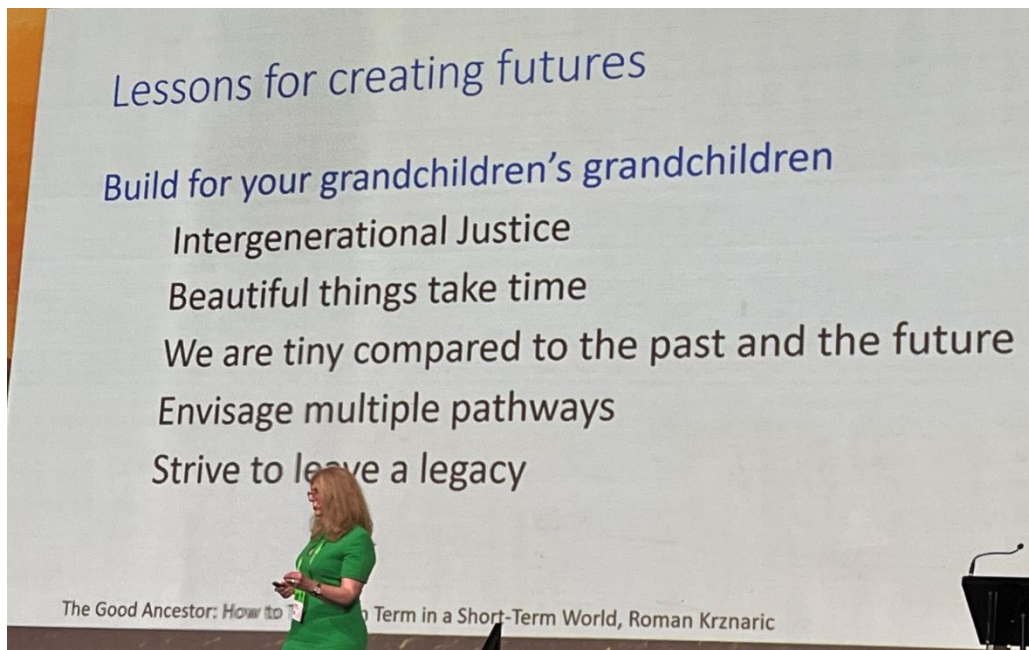 Lessons for creating futures
Build for your grandchildren's grandchildren
Intergenerational Justice
Beautiful things take time
We are tiny compared to the past and the future
Envisage multiple pathways
Strive to leave a legacy
The Good Ancestor: How to Term in a Short-Term World, Roman Krznaric